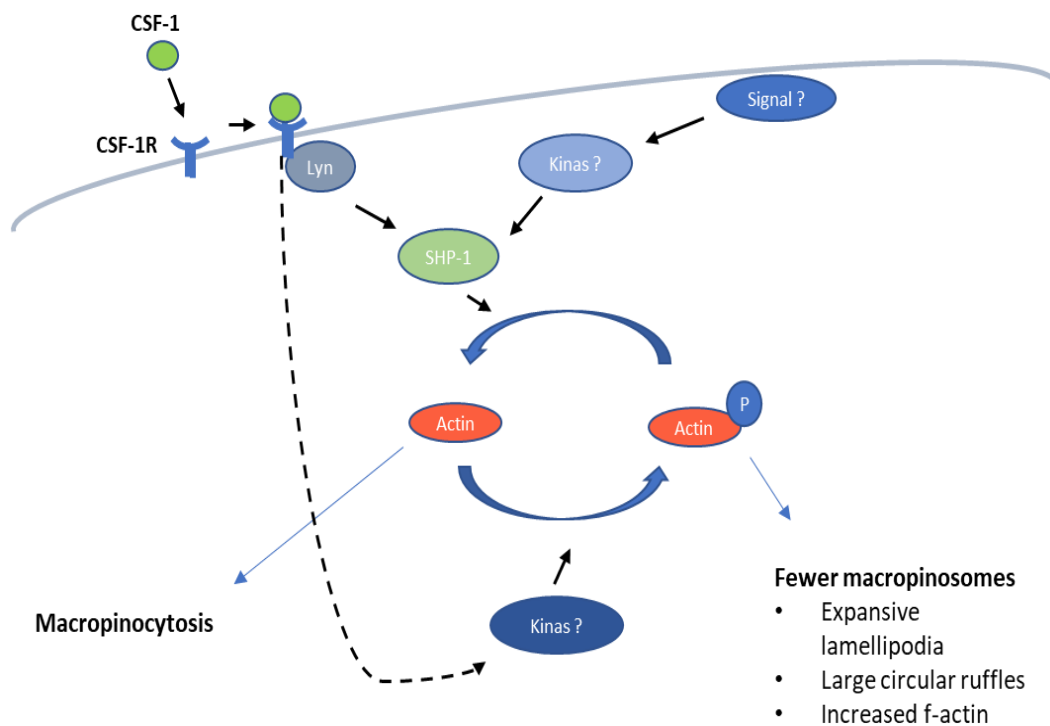 CSF-1
Signal ?
CSF-1R
Lyn
Kinas ?
SHP-1
P
Actin
Actin
Fewer macropinosomes
• Expansive
lamellipodia
• Large circular ruffles
• Increased f-actin
Macropinocytosis
Kinas ?